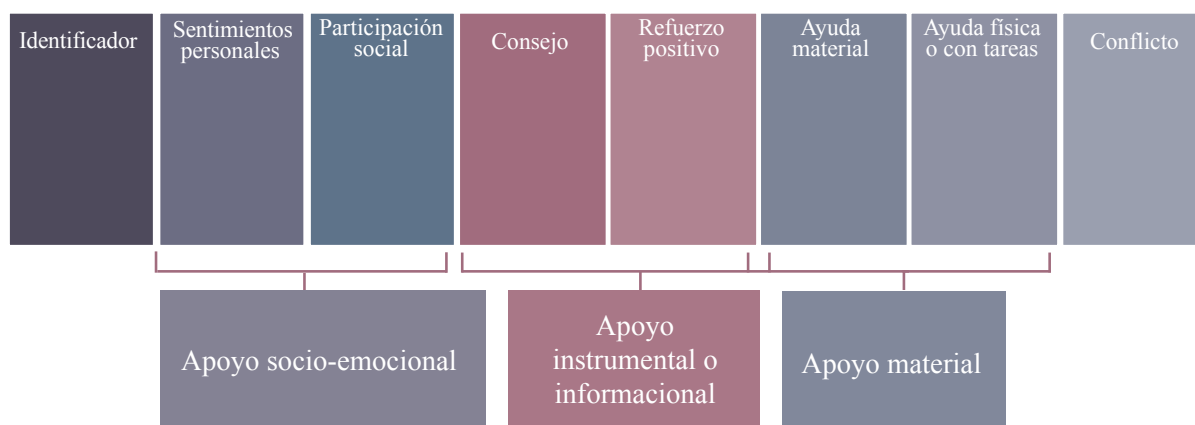 Identificador
Sentimientos
personales
Participación
social
Consejo
Refuerzo
positivo
Ayuda
material
Ayuda física
o con tareas
Conflicto
Apoyo socio-emocional
Apoyo
instrumental o
informacional
Apoyo material